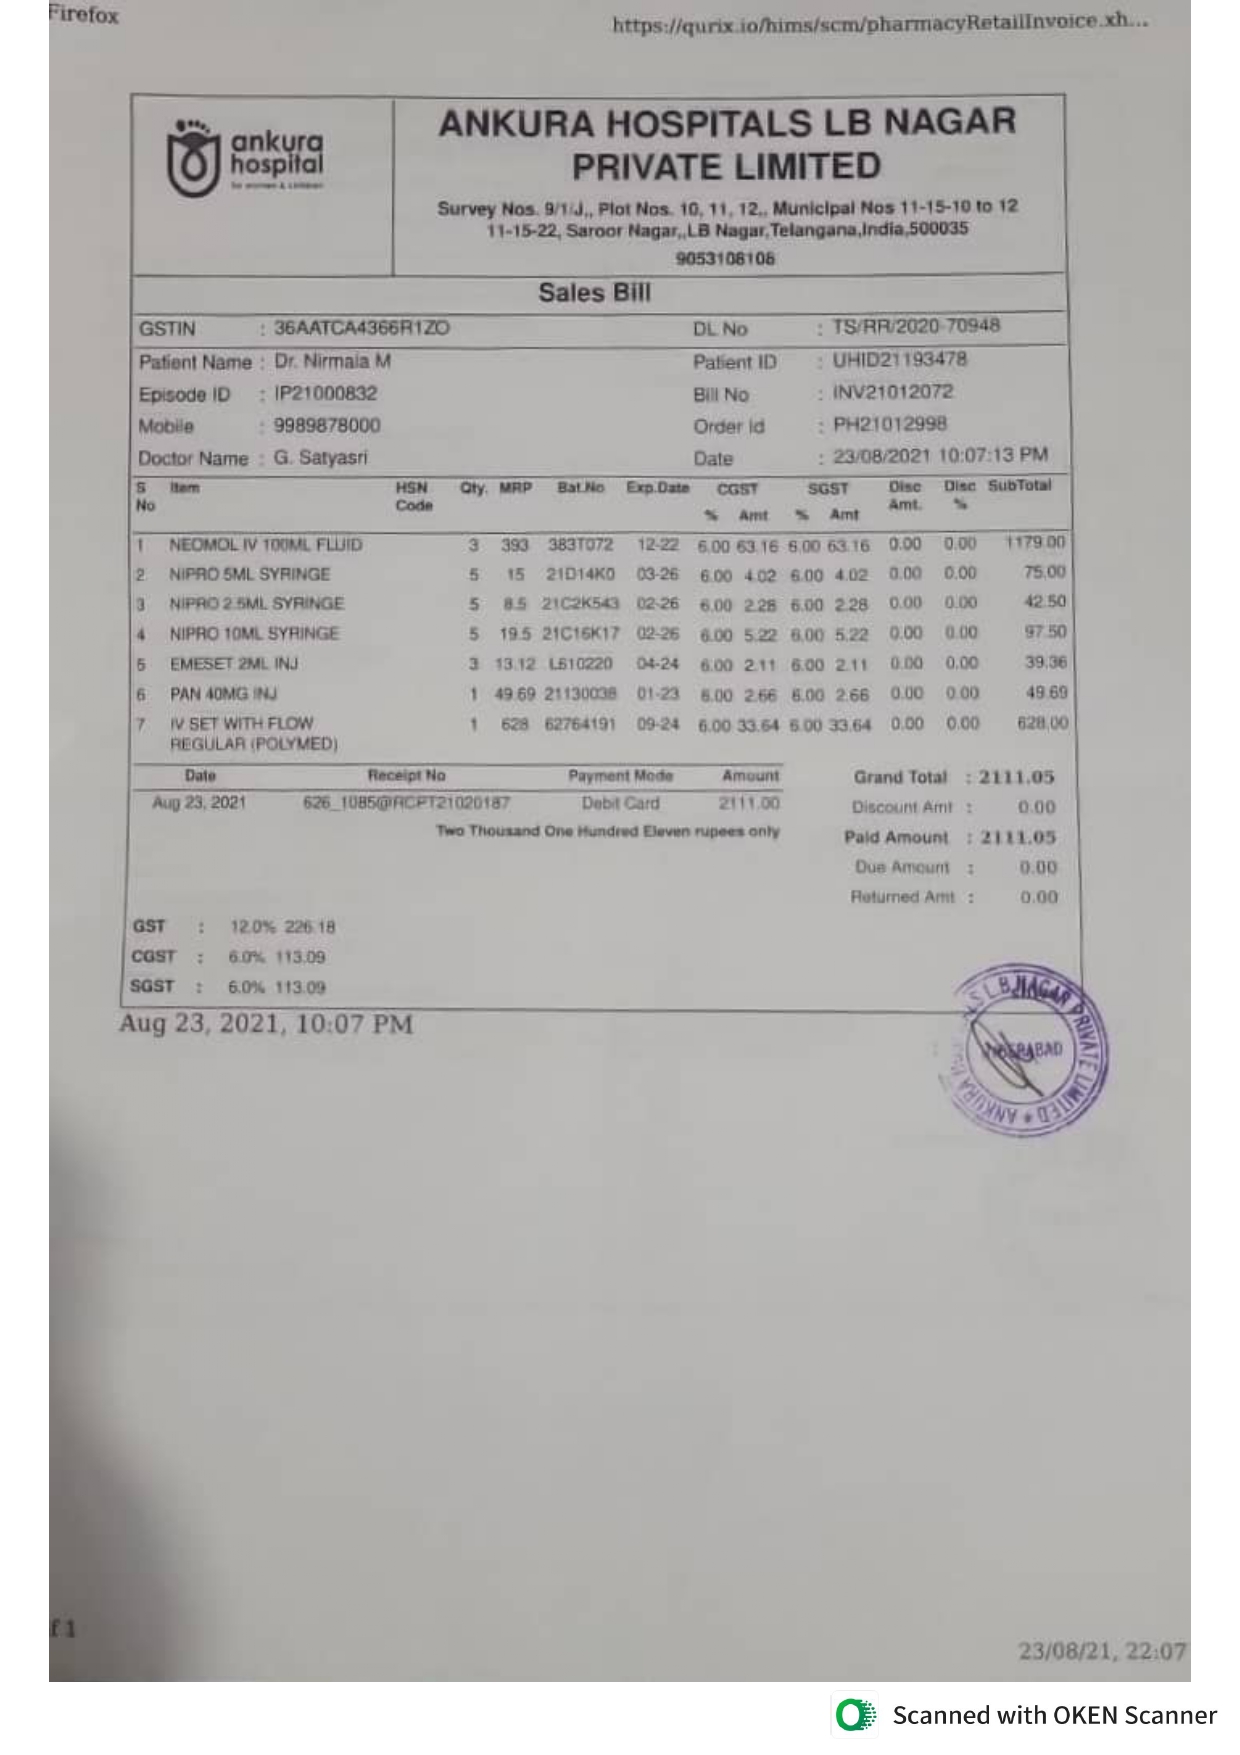 Firefox
https://qurix.io/hims/scm/pharmacyRetailInvoice.xh...
ankura
hospital
for women & children
ANKURA HOSPITALS LB NAGAR
PRIVATE LIMITED
Survey Nos. 9/1/J,, Plot Nos. 10, 11, 12,, Municipal Nos 11-15-10 to 12
11-15-22, Saroor Nagar,,LB Nagar,Telangana,India,500035
9053108108
Sales Bill
GSTIN : 36AATCA4366R1ZO DL No : TS/RR/2020-70948
Patient Name : Dr. Nirmala M Patient ID : UHID21193478
Episode ID : IP21000832 Bill No : INV21012072
Mobile : 9989878000 Order Id : PH21012998
Doctor Name : G. Satyasri Date : 23/08/2021 10:07:13 PM
S No Item HSN Code Qty. MRP Bat.No Exp.Date CGST % Amt SGST % Amt Disc Amt. Disc % SubTotal
1 NEOMOL IV 100ML FLUID 3 393 383T072 12-22 6.00 63.16 6.00 63.16 0.00 0.00 1179.00
2 NIPRO 5ML SYRINGE 5 15 21D14K0 03-26 6.00 4.02 6.00 4.02 0.00 0.00 75.00
3 NIPRO 2.5ML SYRINGE 5 8.5 21C2K543 02-26 6.00 2.28 6.00 2.28 0.00 0.00 42.50
4 NIPRO 10ML SYRINGE 5 19.5 21C16K17 02-26 6.00 5.22 6.00 5.22 0.00 0.00 97.50
5 EMESET 2ML INJ 3 13.12 L610220 04-24 6.00 2.11 6.00 2.11 0.00 0.00 39.36
6 PAN 40MG INJ 1 49.69 21130038 01-23 6.00 2.66 6.00 2.66 0.00 0.00 49.69
7 IV SET WITH FLOW 1 628 62764191 09-24 6.00 33.64 6.00 33.64 0.00 0.00 628.00
REGULAR (POLYMED)
Date Receipt No Payment Mode Amount
Aug 23, 2021 626_1085@RCPT21020187 Debit Card 2111.00
Two Thousand One Hundred Eleven rupees only
Grand Total : 2111.05
Discount Amt : 0.00
Paid Amount : 2111.05
Due Amount : 0.00
Returned Amt : 0.00
GST : 12.0% 226.18
CGST : 6.0% 113.09
SGST : 6.0% 113.09
Aug 23, 2021, 10:07 PM
LB NAGAR PRIVATE LIMITED * ANKURA
f 1
23/08/21, 22:07
Scanned with OKEN Scanner